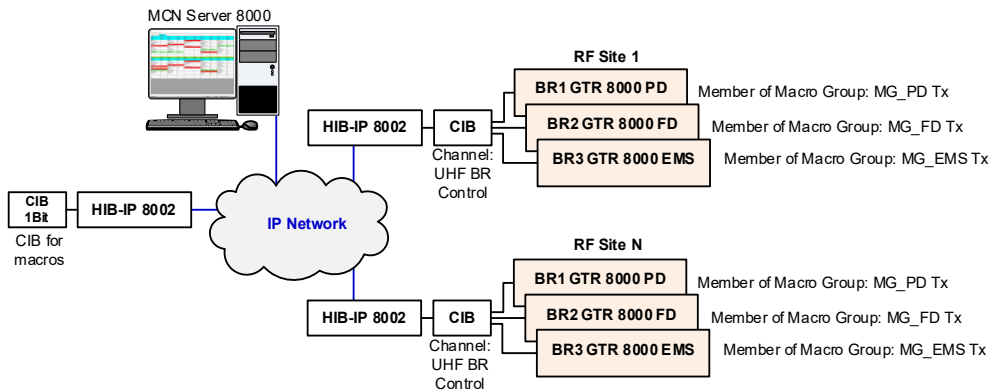 MCN Server 8000
RF Site 1
BR1 GTR 8000 PD
Member of Macro Group: MG_PD Tx
HIB-IP 8002
CIB
BR2 GTR 8000 FD
Member of Macro Group: MG_FD Tx
Channel:
UHF BR
Control
BR3 GTR 8000 EMS
Member of Macro Group: MG_EMS Tx
CIB
1Bit
HIB-IP 8002
CIB for
macros
IP Network
RF Site N
BR1 GTR 8000 PD
Member of Macro Group: MG_PD Tx
HIB-IP 8002
CIB
BR2 GTR 8000 FD
Member of Macro Group: MG_FD Tx
Channel:
UHF BR
Control
BR3 GTR 8000 EMS
Member of Macro Group: MG_EMS Tx